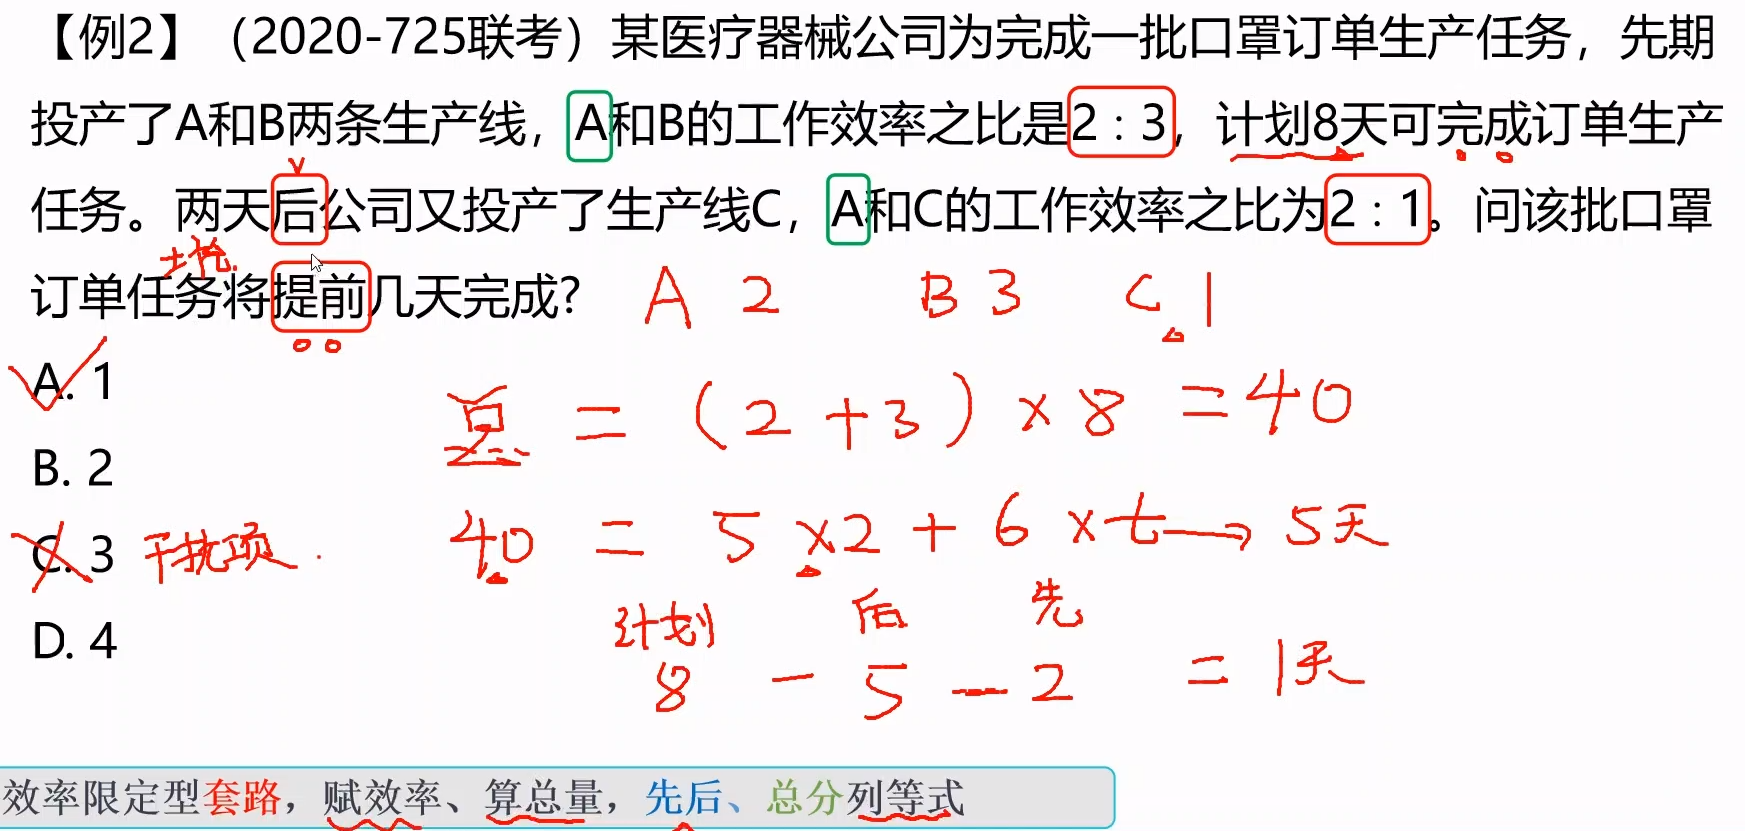 【例2】（2020-725联考）某医疗器械公司为完成一批口罩订单生产任务，先期
投产了A和B两条生产线，A和B的工作效率之比是2：3，计划8天可完成订单生产
任务。两天后公司又投产了生产线C，A和C的工作效率之比为2：1。问该批口罩
坑
订单任务将提前几天完成?
A 2 B 3 C 1
A. 1
总 = (2+3)×8 =40
B. 2
40 = 5×2+6×t→5天
C. 3 干扰项.
计划 后 先
D. 4
8 - 5 - 2 = 1天
效率限定型套路，赋效率、算总量，先后、总分列等式